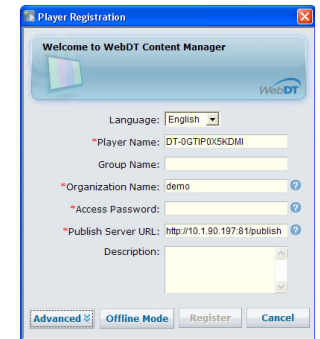 Player Registration
Welcome to WebDT Content Manager
WebDT
Language: English
*Player Name: DT-0GTIP0X5KDMI
Group Name:
*Organization Name: demo
*Access Password:
*Publish Server URL: http://10.1.90.197:81/publish
Description:
Advanced Offline Mode Register Cancel